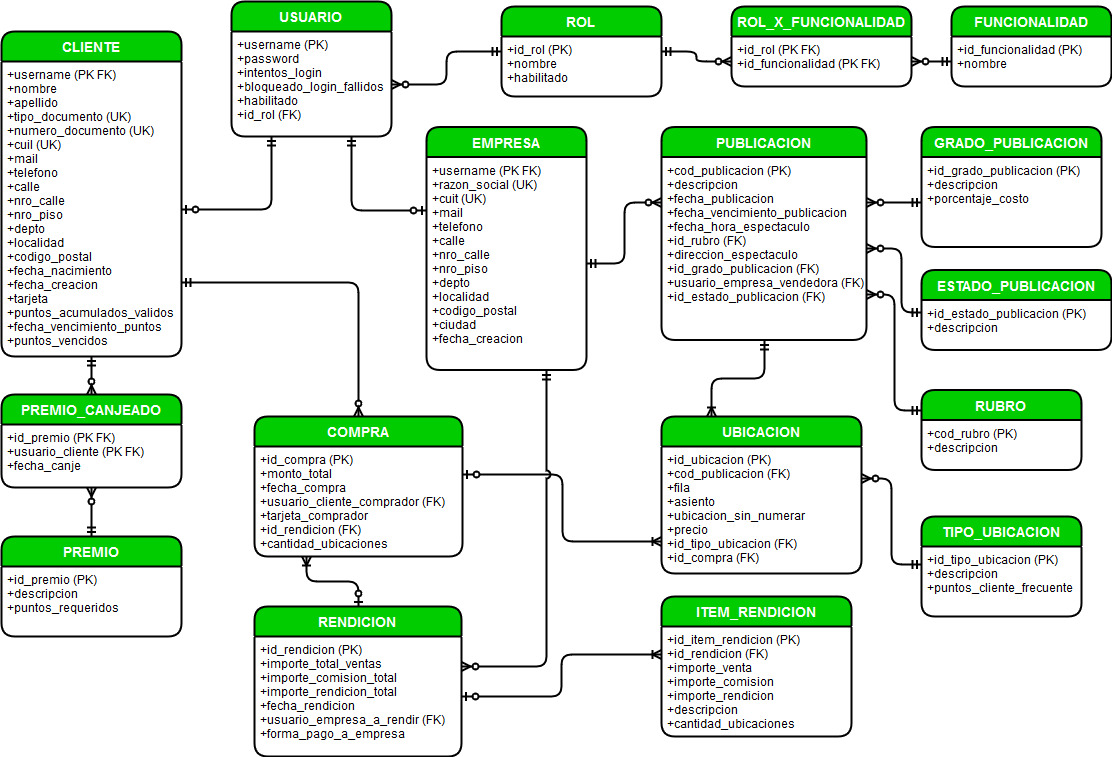 CLIENTE
+username (PK FK)
+nombre
+apellido
+tipo_documento (UK)
+numero_documento (UK)
+cuil (UK)
+mail
+telefono
+calle
+nro_calle
+nro_piso
+depto
+localidad
+codigo_postal
+fecha_nacimiento
+fecha_creacion
+tarjeta
+puntos_acumulados_validos
+fecha_vencimiento_puntos
+puntos_vencidos
USUARIO
+username (PK)
+password
+intentos_login
+bloqueado_login_fallidos
+habilitado
+id_rol (FK)
ROL
+id_rol (PK)
+nombre
+habilitado
ROL_X_FUNCIONALIDAD
+id_rol (PK FK)
+id_funcionalidad (PK FK)
FUNCIONALIDAD
+id_funcionalidad (PK)
+nombre
EMPRESA
+username (PK FK)
+razon_social (UK)
+cuit (UK)
+mail
+telefono
+calle
+nro_calle
+nro_piso
+depto
+localidad
+codigo_postal
+ciudad
+fecha_creacion
PUBLICACION
+cod_publicacion (PK)
+descripcion
+fecha_publicacion
+fecha_vencimiento_publicacion
+fecha_hora_espectaculo
+id_rubro (FK)
+direccion_espectaculo
+id_grado_publicacion (FK)
+usuario_empresa_vendedora (FK)
+id_estado_publicacion (FK)
GRADO_PUBLICACION
+id_grado_publicacion (PK)
+descripcion
+porcentaje_costo
ESTADO_PUBLICACION
+id_estado_publicacion (PK)
+descripcion
RUBRO
+cod_rubro (PK)
+descripcion
PREMIO_CANJEADO
+id_premio (PK FK)
+usuario_cliente (PK FK)
+fecha_canje
PREMIO
+id_premio (PK)
+descripcion
+puntos_requeridos
COMPRA
+id_compra (PK)
+monto_total
+fecha_compra
+usuario_cliente_comprador (FK)
+tarjeta_comprador
+id_rendicion (FK)
+cantidad_ubicaciones
UBICACION
+id_ubicacion (PK)
+cod_publicacion (FK)
+fila
+asiento
+ubicacion_sin_numerar
+precio
+id_tipo_ubicacion (FK)
+id_compra (FK)
TIPO_UBICACION
+id_tipo_ubicacion (PK)
+descripcion
+puntos_cliente_frecuente
RENDICION
+id_rendicion (PK)
+importe_total_ventas
+importe_comision_total
+importe_rendicion_total
+fecha_rendicion
+usuario_empresa_a_rendir (FK)
+forma_pago_a_empresa
ITEM_RENDICION
+id_item_rendicion (PK)
+id_rendicion (FK)
+importe_venta
+importe_comision
+importe_rendicion
+descripcion
+cantidad_ubicaciones